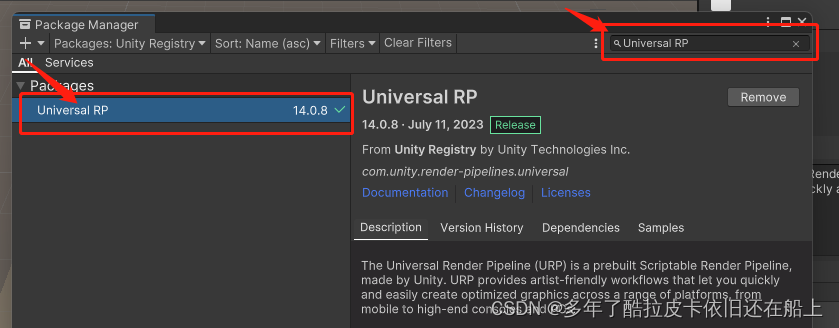 Package Manager
Packages: Unity Registry Sort: Name (asc) Filters Clear Filters Universal RP
All Services
Packages
Universal RP 14.0.8
Universal RP
Remove
14.0.8 · July 11, 2023 Release
From Unity Registry by Unity Technologies Inc.
com.unity.render-pipelines.universal
Documentation Changelog Licenses
Description Version History Dependencies Samples
The Universal Render Pipeline (URP) is a prebuilt Scriptable Render Pipeline,
made by Unity. URP provides artist-friendly workflows that let you quickly
and easily create optimized graphics across a range of platforms, from
mobile to high-end consoles and
CSDN @多年了酷拉皮卡依旧还在船上